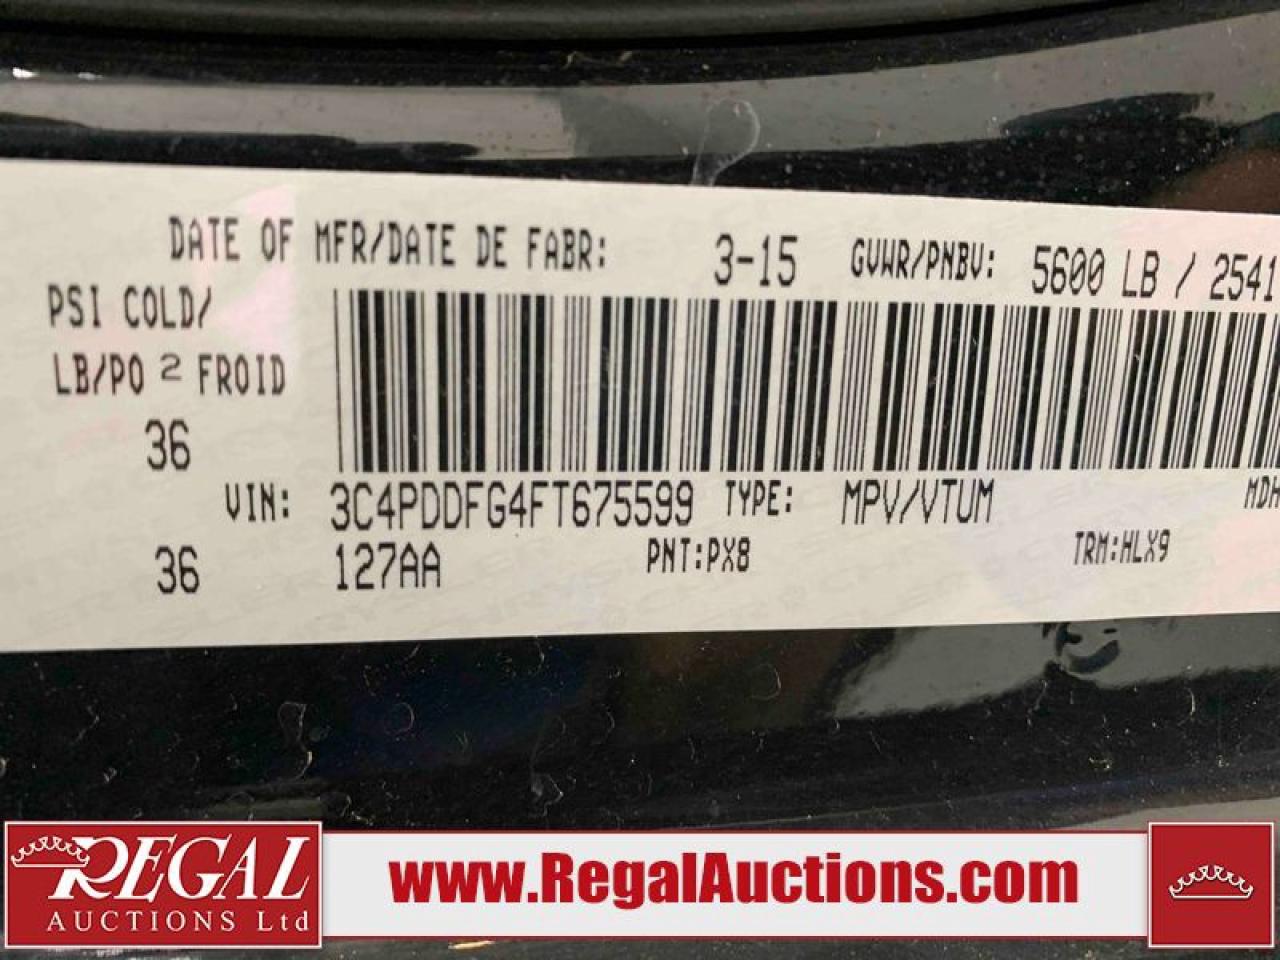 DATE OF MFR/DATE DE FABR: 3-15 GVWR/PNBV: 5600 LB / 2541
PSI COLD/
LB/PO 2 FROID
36
VIN: 3C4PDDFG4FT675599 TYPE: MPV/VTUM
36 127AA PNT:PX8 TRM:HLX9
REGAL
AUCTIONS Ltd
www.RegalAuctions.com